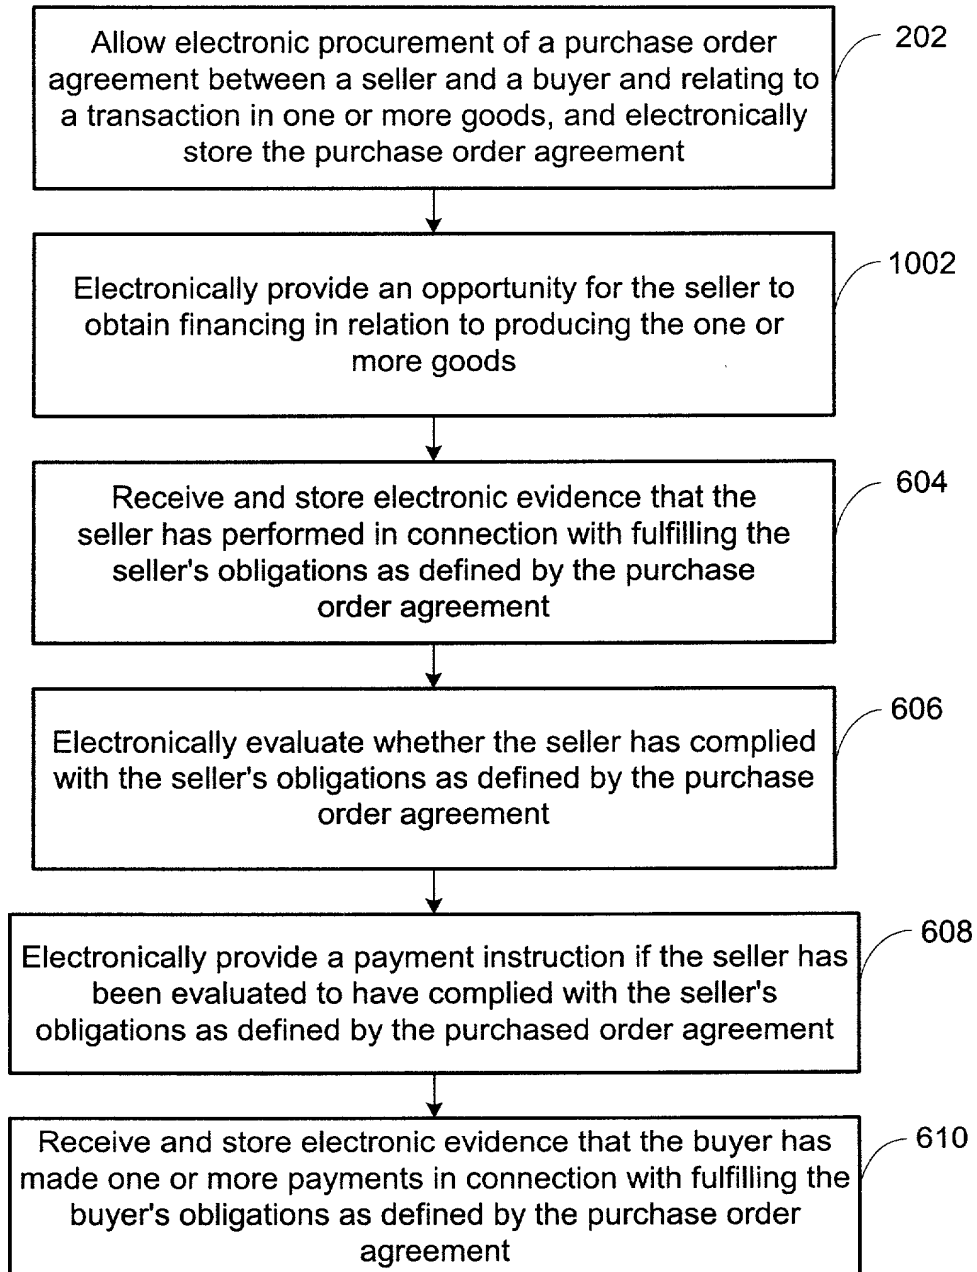 Allow electronic procurement of a purchase order
agreement between a seller and a buyer and relating to
a transaction in one or more goods, and electronically
store the purchase order agreement
202
Electronically provide an opportunity for the seller to
obtain financing in relation to producing the one or
more goods
1002
Receive and store electronic evidence that the
seller has performed in connection with fulfilling the
seller's obligations as defined by the purchase
order agreement
604
Electronically evaluate whether the seller has complied
with the seller's obligations as defined by the purchase
order agreement
606
Electronically provide a payment instruction if the seller has
been evaluated to have complied with the seller's
obligations as defined by the purchased order agreement
608
Receive and store electronic evidence that the buyer has
made one or more payments in connection with fulfilling the
buyer's obligations as defined by the purchase order
agreement
610